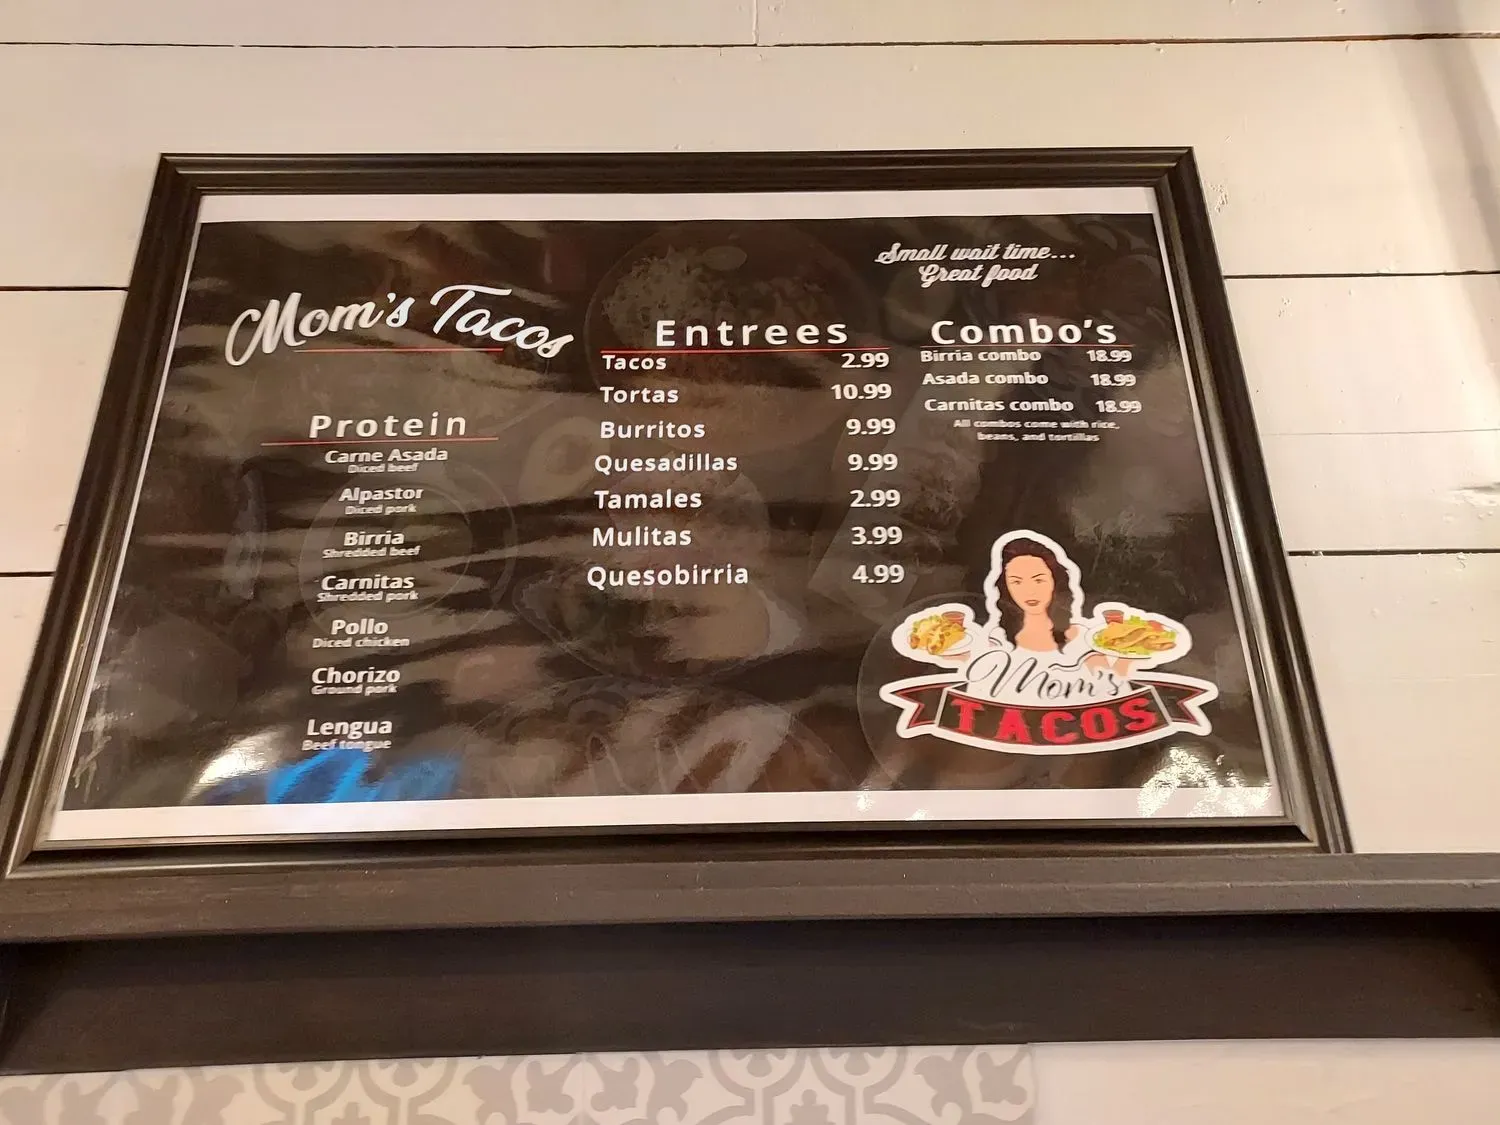 Small wait time...
Great food
Mom's Tacos
Protein
Carne Asada
Diced beef
Alpastor
Diced pork
Birria
Shredded beef
Carnitas
Shredded pork
Pollo
Diced chicken
Chorizo
Ground pork
Lengua
Beef tongue
Entrees
Tacos 2.99
Tortas 10.99
Burritos 9.99
Quesadillas 9.99
Tamales 2.99
Mulitas 3.99
Quesobirria 4.99
Combo's
Birria combo 18.99
Asada combo 18.99
Carnitas combo 18.99
All combos come with rice,
beans, and tortillas
Mom's
TACOS